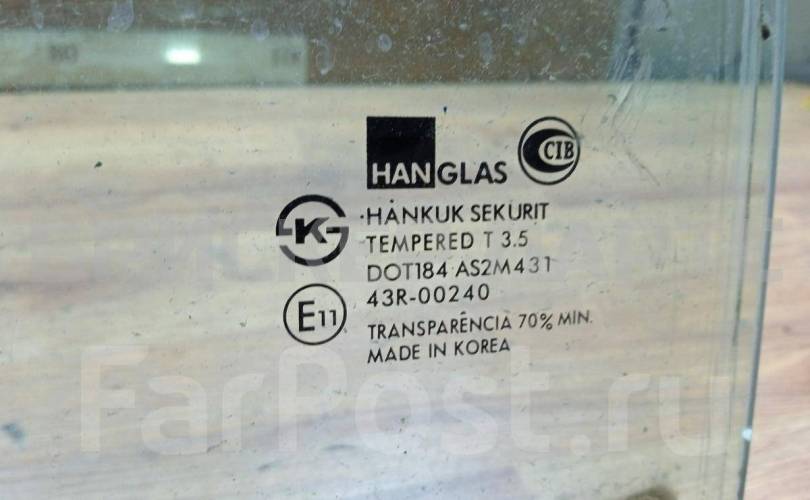 HANGLAS
CIB
K
·HANKUK SEKURIT
TEMPERED T 3.5
DOT184 AS2M431
E11
43R-00240
TRANSPARÊNCIA 70% MIN.
MADE IN KOREA
FarPost.ru